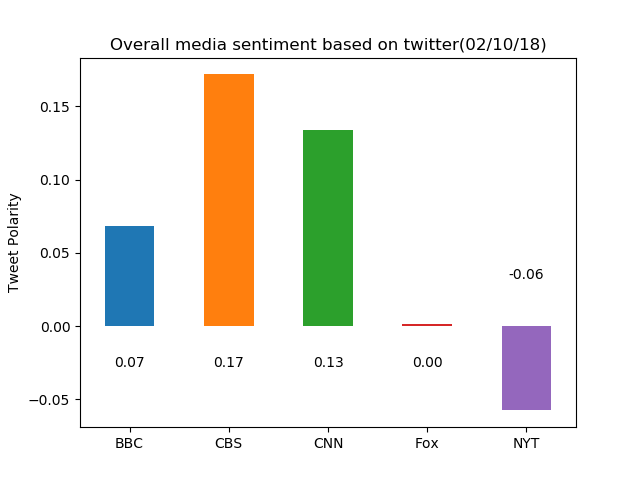 Overall media sentiment based on twitter(02/10/18)
Tweet Polarity
0.15
0.10
0.05
0.00
−0.05
-0.06
0.07 0.17 0.13 0.00
BBC CBS CNN Fox NYT